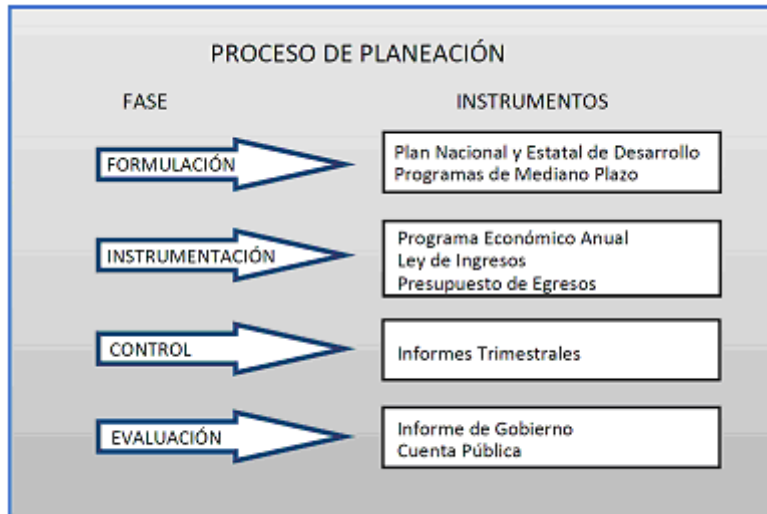 PROCESO DE PLANEACIÓN
FASE
INSTRUMENTOS
FORMULACIÓN
Plan Nacional y Estatal de Desarrollo
Programas de Mediano Plazo
INSTRUMENTACIÓN
Programa Económico Anual
Ley de Ingresos
Presupuesto de Egresos
CONTROL
Informes Trimestrales
EVALUACIÓN
Informe de Gobierno
Cuenta Pública